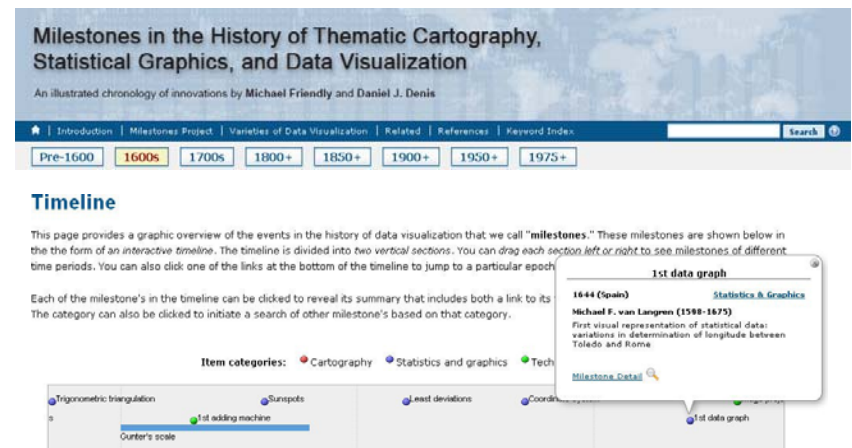 Milestones in the History of Thematic Cartography,
Statistical Graphics, and Data Visualization
An illustrated chronology of innovations by Michael Friendly and Daniel J. Denis
| Introduction | Milestones Project | Varieties of Data Visualization | Related | References | Keyword Index
Search
Pre-1600 1600s 1700s 1800+ 1850+ 1900+ 1950+ 1975+
Timeline
This page provides a graphic overview of the events in the history of data visualization that we call "milestones." These milestones are shown below in
the the form of an interactive timeline. The timeline is divided into two vertical sections. You can drag each section left or right to see milestones of different
time periods. You can also click one of the links at the bottom of the timeline to jump to a particular epoch
Each of the milestone's in the timeline can be clicked to reveal its summary that includes both a link to its
The category can also be clicked to initiate a search of other milestone's based on that category.
1st data graph
1644 (Spain) Statistics & Graphics
Michael F. van Langren (1598-1675)
First visual representation of statistical data:
variations in determination of longitude between
Toledo and Rome
Milestone Detail
Item categories: Cartography Statistics and graphics Tech
Trigonometric triangulation Sunspots Least deviations
s 1st adding machine 1st data graph
Gunter's scale